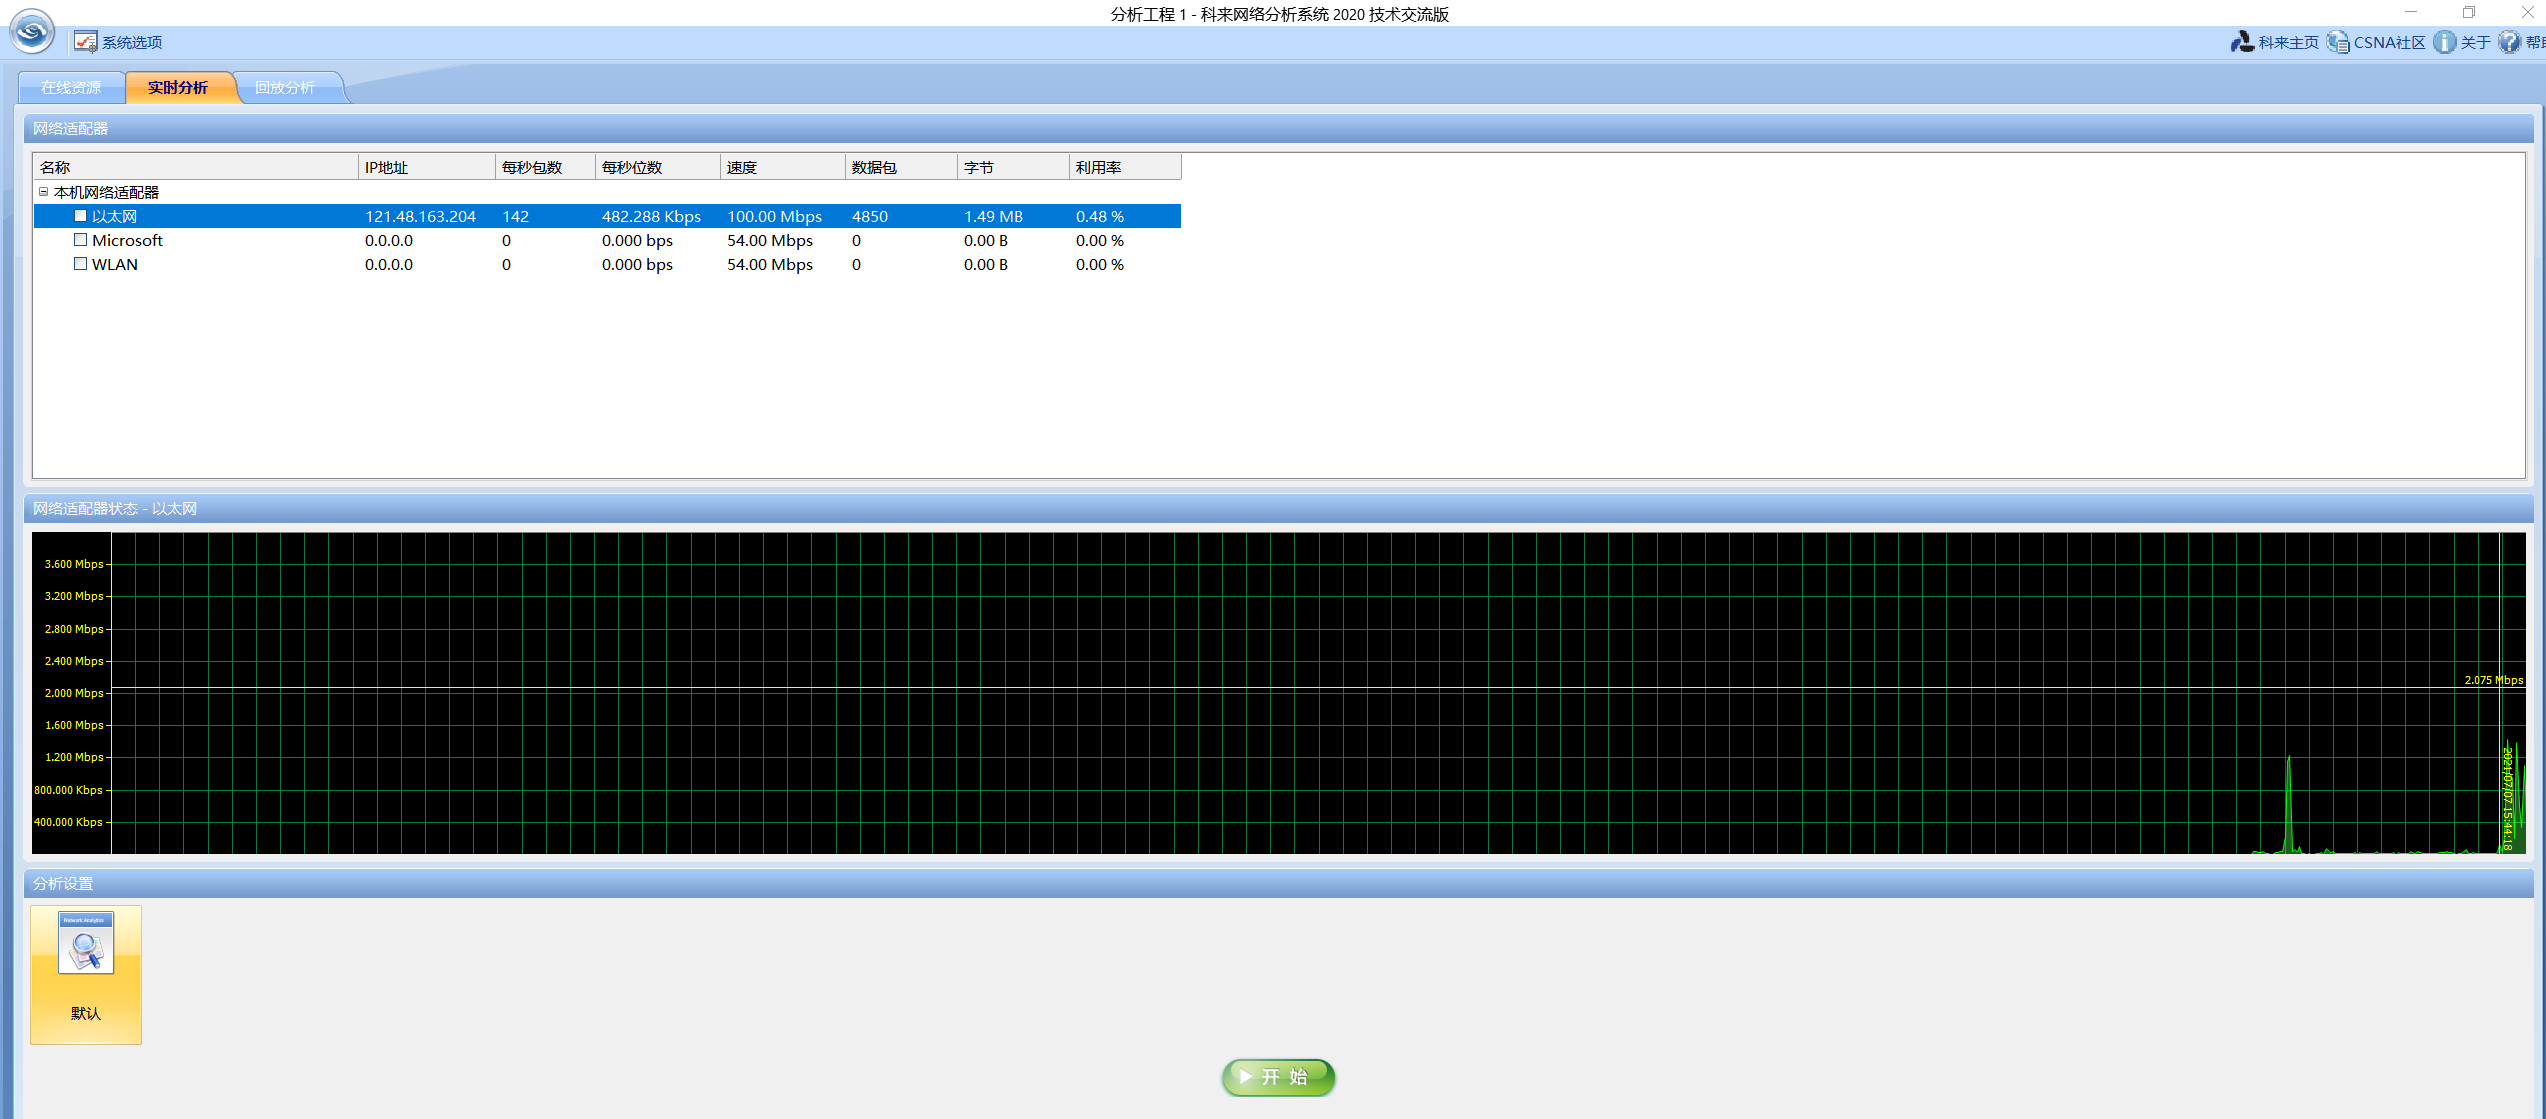 分析工程 1 - 科来网络分析系统 2020 技术交流版
系统选项
科来主页 CSNA社区 关于 帮
在线资源 实时分析 回放分析
网络适配器
名称 IP地址 每秒包数 每秒位数 速度 数据包 字节 利用率
本机网络适配器
以太网 121.48.163.204 142 482.288 Kbps 100.00 Mbps 4850 1.49 MB 0.48 %
Microsoft 0.0.0.0 0 0.000 bps 54.00 Mbps 0 0.00 B 0.00 %
WLAN 0.0.0.0 0 0.000 bps 54.00 Mbps 0 0.00 B 0.00 %
网络适配器状态 - 以太网
3.600 Mbps
3.200 Mbps
2.800 Mbps
2.400 Mbps
2.075 Mbps
2.000 Mbps
1.600 Mbps
1.200 Mbps
800.000 Kbps
400.000 Kbps
2021/07/07 15:44:18
分析设置
Network Analytics
默认
开 始